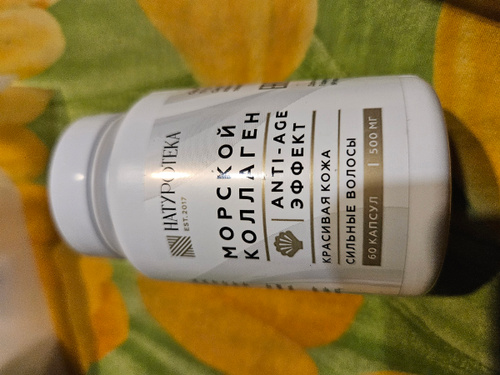 НАТУРОТЕКА
EST. 2017
МОРСКОЙ
КОЛЛАГЕН
ANTI-AGE
ЭФФЕКТ
КРАСИВАЯ КОЖА
СИЛЬНЫЕ ВОЛОСЫ
60 КАПСУЛ | 500 МГ